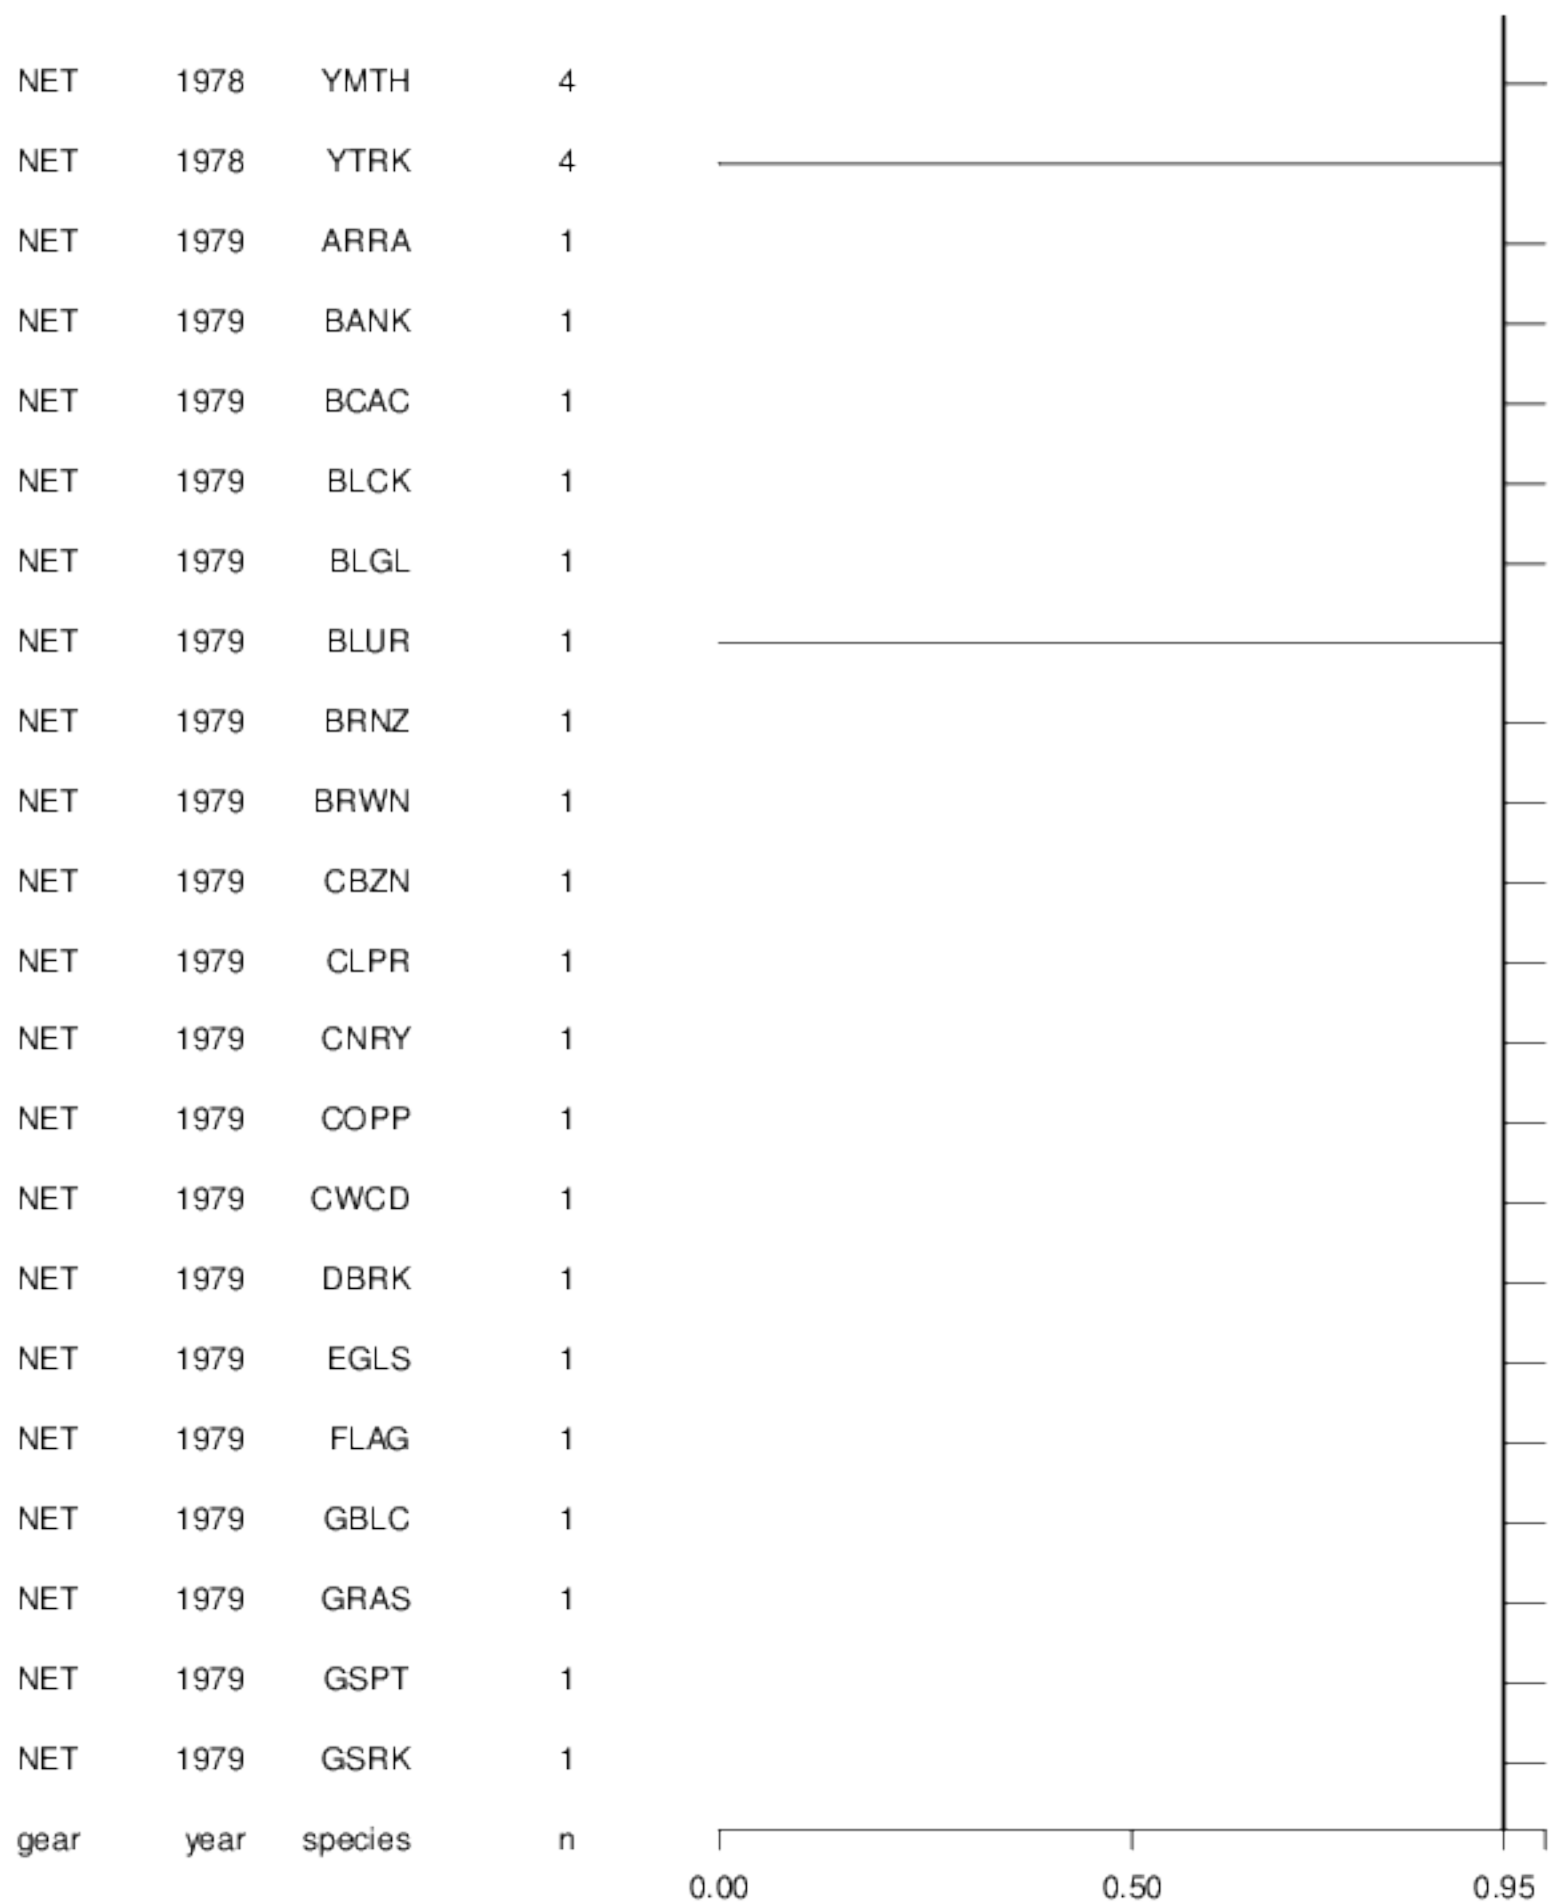 NET 1978 YMTH 4
NET 1978 YTRK 4
NET 1979 ARRA 1
NET 1979 BANK 1
NET 1979 BCAC 1
NET 1979 BLCK 1
NET 1979 BLGL 1
NET 1979 BLUR 1
NET 1979 BRNZ 1
NET 1979 BRWN 1
NET 1979 CBZN 1
NET 1979 CLPR 1
NET 1979 CNRY 1
NET 1979 COPP 1
NET 1979 CWCD 1
NET 1979 DBRK 1
NET 1979 EGLS 1
NET 1979 FLAG 1
NET 1979 GBLC 1
NET 1979 GRAS 1
NET 1979 GSPT 1
NET 1979 GSRK 1
gear year species n
0.00 0.50 0.95